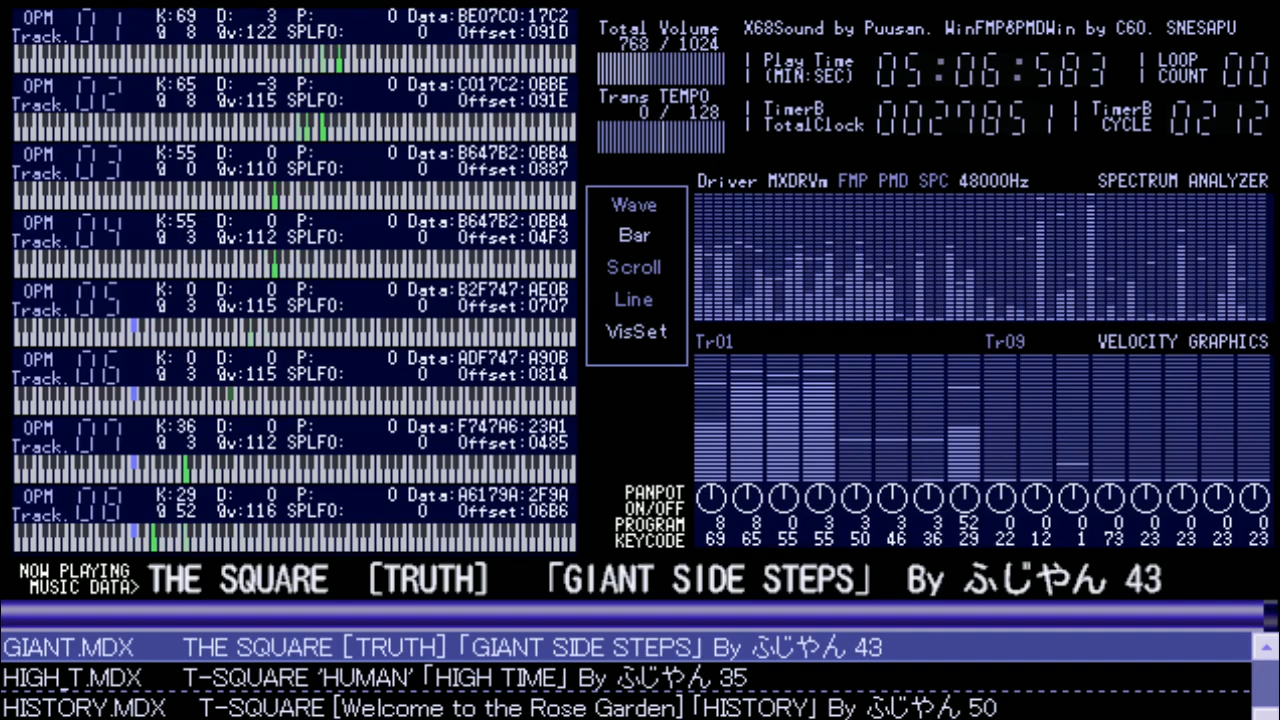 OPM K:69 D: 3 P: 0 Data:BE07C0:17C2
Track. 01 @ 8 @v:122 SPLFO: 0 Offset:091D
OPM K:65 D: -3 P: 0 Data:C017C2:0BBE
Track. 02 @ 8 @v:115 SPLFO: 0 Offset:091E
OPM K:55 D: 0 P: 0 Data:B647B2:0BB4
Track. 03 @ 0 @v:110 SPLFO: 0 Offset:0887
OPM K:55 D: 0 P: 0 Data:B647B2:0BB4
Track. 04 @ 3 @v:112 SPLFO: 0 Offset:04F3
OPM K: 0 D: 0 P: 0 Data:B2F747:AE0B
Track. 05 @ 3 @v:115 SPLFO: 0 Offset:0707
OPM K: 0 D: 0 P: 0 Data:ADF747:A90B
Track. 06 @ 3 @v:115 SPLFO: 0 Offset:0814
OPM K:36 D: 0 P: 0 Data:F747A6:23A1
Track. 07 @ 3 @v:112 SPLFO: 0 Offset:0485
OPM K:29 D: 0 P: 0 Data:A6179A:2F9A
Track. 08 @ 52 @v:116 SPLFO: 0 Offset:06B6
Total Volume
768 / 1024
Trans TEMPO
0 / 128
X68Sound by Puusan. WinFMP&PMDWin by C60. SNESAPU
Play Time (MIN:SEC) 05:06:583 LOOP COUNT 00
TimerB TotalClock 0027851 TimerB CYCLE 0212
Wave
Bar
Scroll
Line
VisSet
Driver MXDRVm FMP PMD SPC 48000Hz SPECTRUM ANALYZER
Tr01 Tr09 VELOCITY GRAPHICS
PANPOT
ON/OFF
PROGRAM 8 8 0 3 3 3 3 52 0 0 0 0 0 0 0 0
KEYCODE 69 65 55 55 50 46 36 29 22 12 1 73 23 23 23 23
NOW PLAYING
MUSIC DATA> THE SQUARE [TRUTH] 「GIANT SIDE STEPS」 By ふじやん 43
GIANT.MDX THE SQUARE [TRUTH]「GIANT SIDE STEPS」By ふじやん 43
HIGH_T.MDX T-SQUARE 'HUMAN'「HIGH TIME」By ふじやん 35
HISTORY.MDX T-SQUARE [Welcome to the Rose Garden]「HISTORY」By ふじやん 50